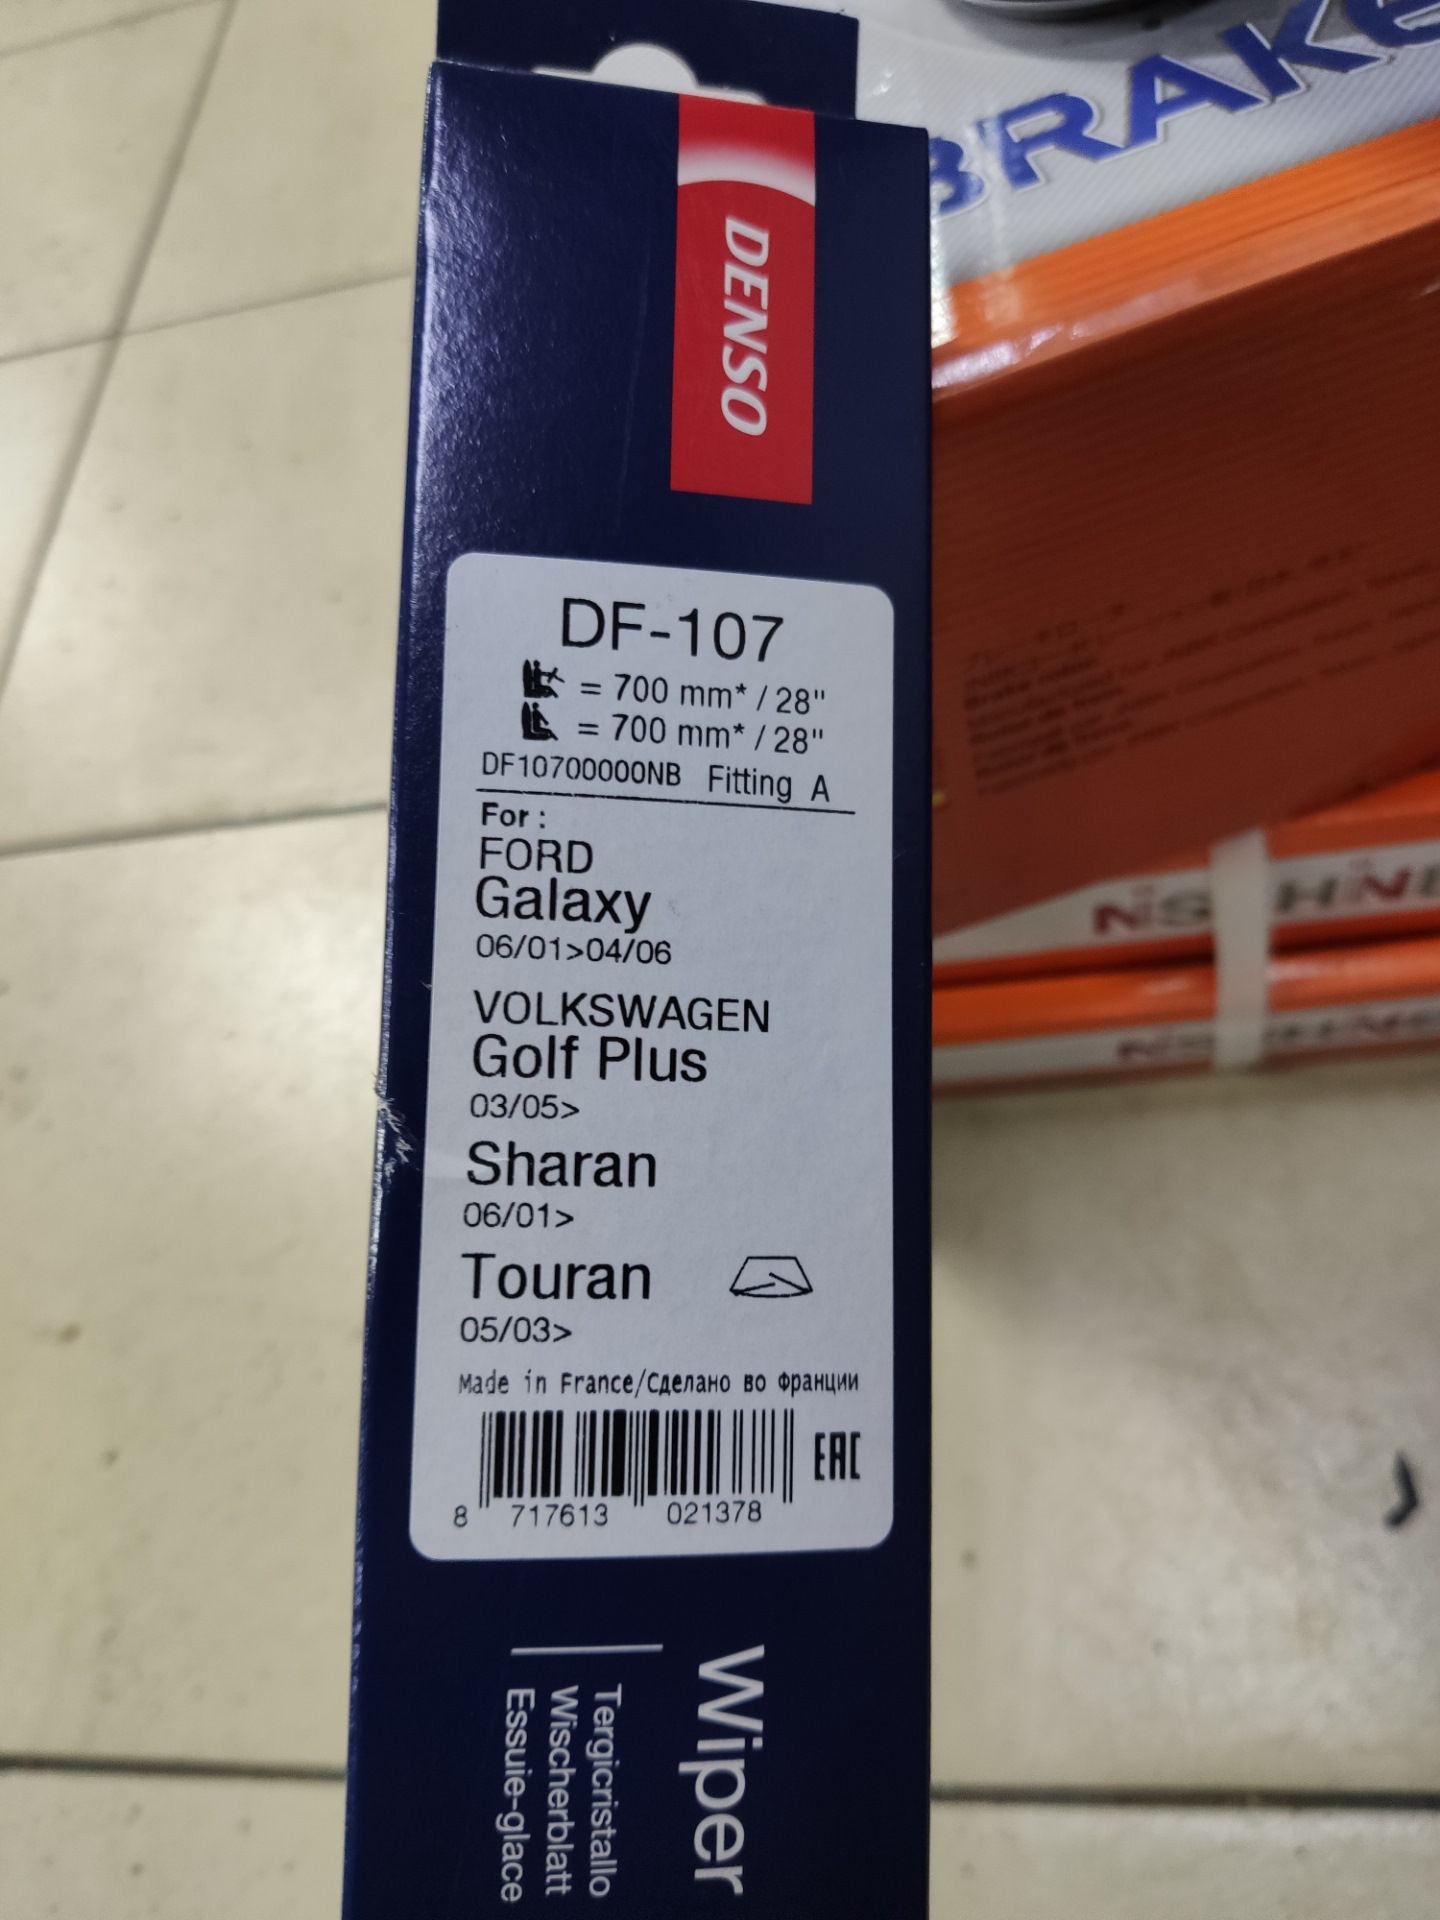 BRAKE
DENSO
DF-107
= 700 mm* / 28"
= 700 mm* / 28"
DF10700000NB Fitting A
For :
FORD
Galaxy
06/01>04/06
VOLKSWAGEN
Golf Plus
03/05>
Sharan
06/01>
Touran
05/03>
Made in France/Сделано во Франции
EAC
8 717613 021378
Wiper
Tergicristallo
Wischerblatt
Essuie-glace